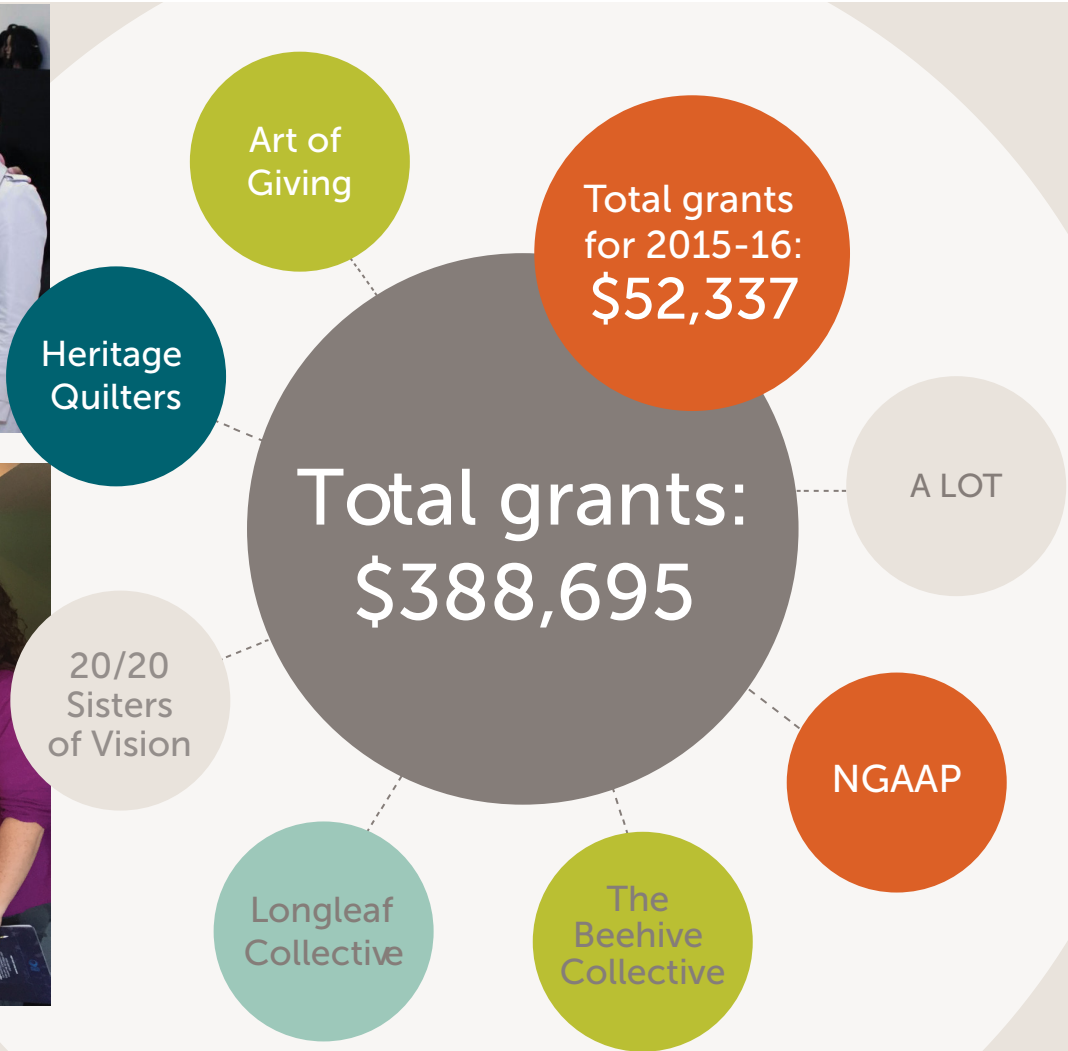 Art of
Giving
Total grants
for 2015-16:
$52,337
Heritage
Quilters
A LOT
Total grants:
$388,695
20/20
Sisters
of Vision
NGAAP
Longleaf
Collective
The
Beehive
Collective